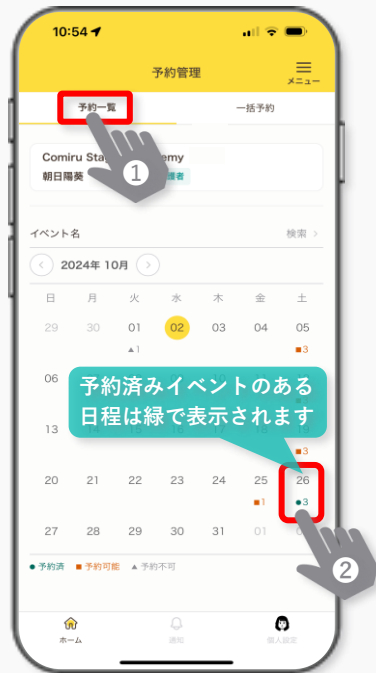 10:54
予約管理
メニュー
予約一覧 一括予約
Comiru Sta emy
朝日陽葵 護者
1
イベント名 検索 >
2024年 10月
日 月 火 水 木 金 土
29 30 01 02 03 04 05
▲1 ■3
06
予約済みイベントのある
日程は緑で表示されます
13
■3
20 21 22 23 24 25 26
■1 ●3
27 28 29 30 31 01
2
●予約済 ■予約可能 ▲予約不可
ホーム 通知 個人設定